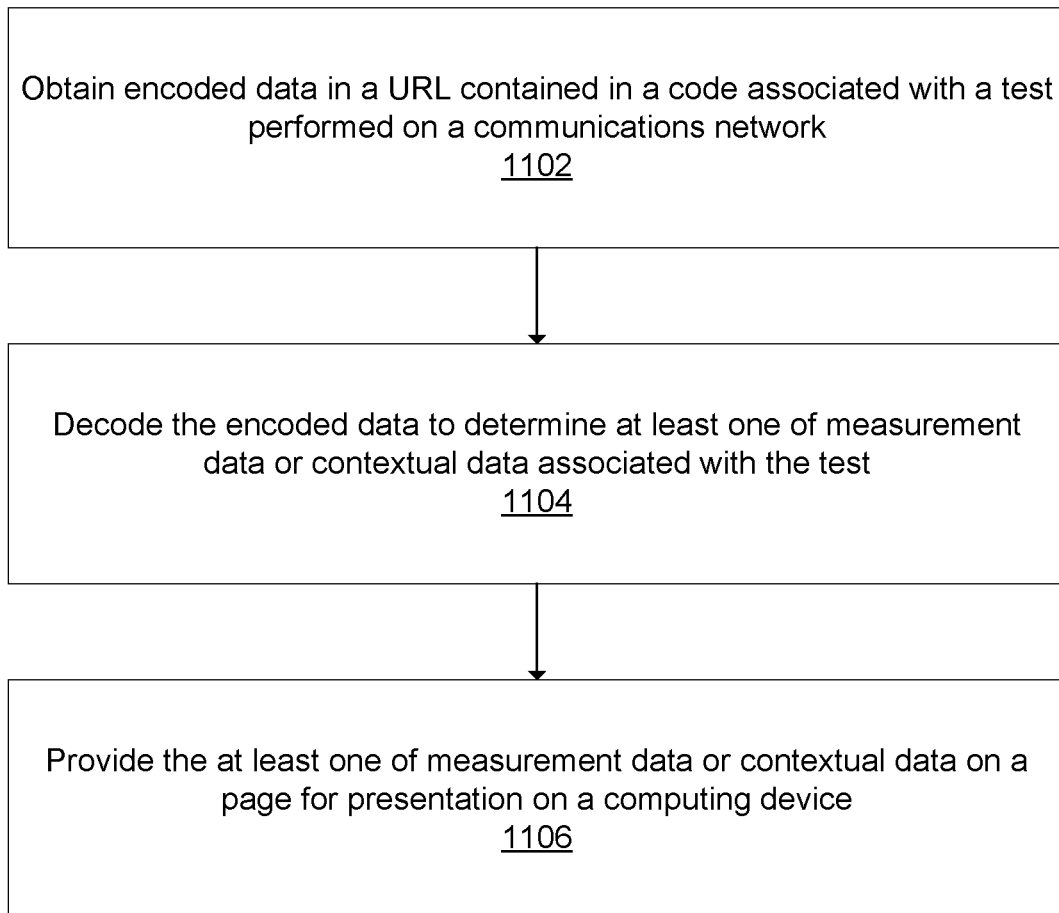 Obtain encoded data in a URL contained in a code associated with a test
performed on a communications network
1102
Decode the encoded data to determine at least one of measurement
data or contextual data associated with the test
1104
Provide the at least one of measurement data or contextual data on a
page for presentation on a computing device
1106